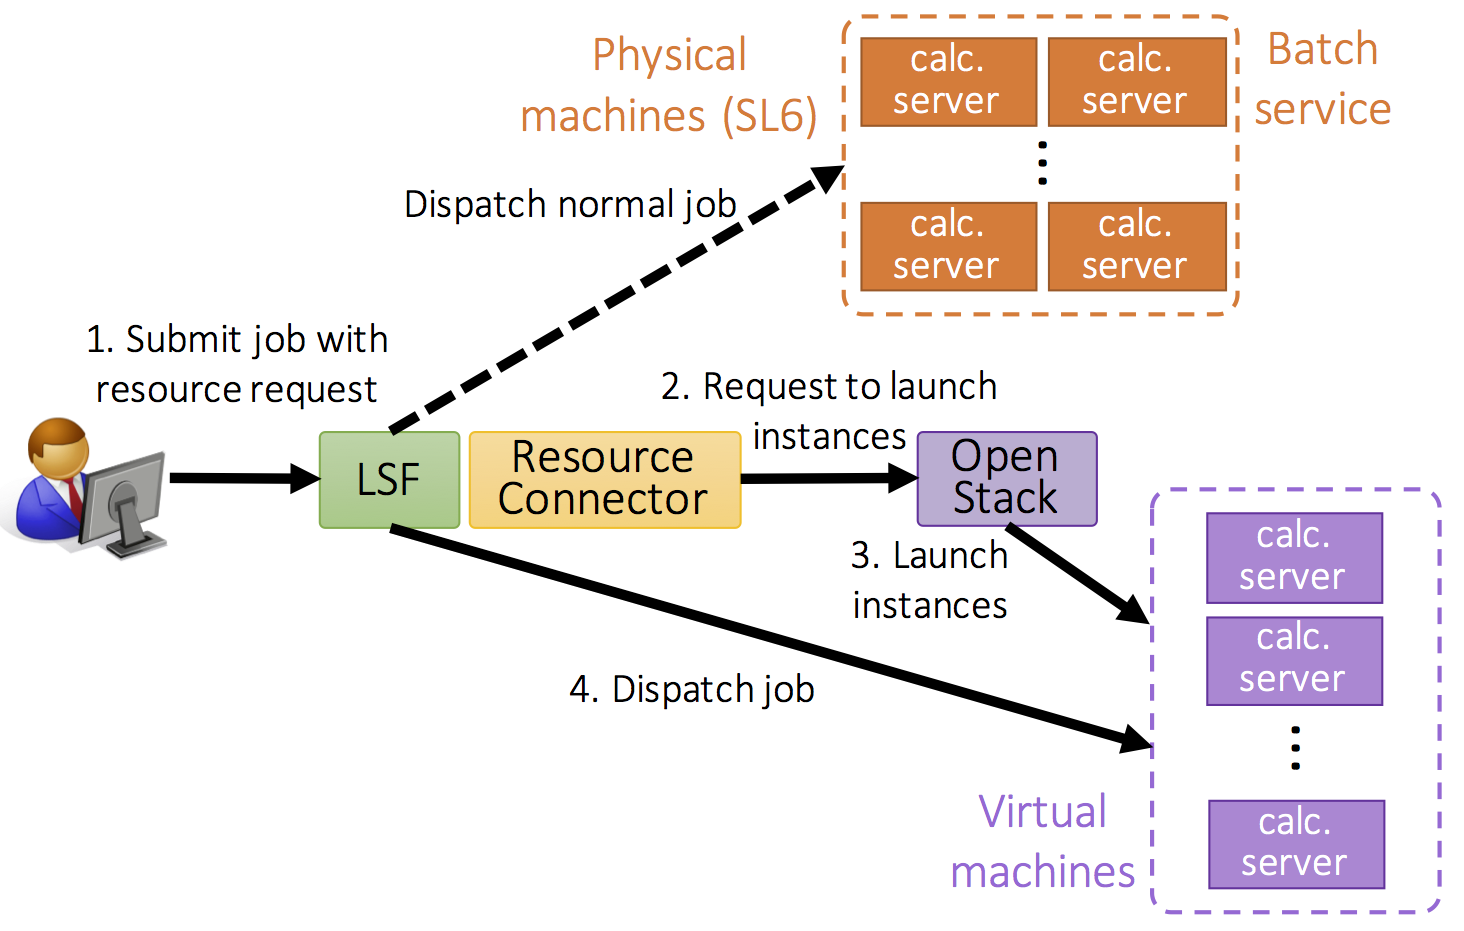 Physical
machines (SL6)
calc.
server
calc.
server
Batch
service
calc.
server
calc.
server
Dispatch normal job
1. Submit job with
resource request
LSF
Resource
Connector
2. Request to launch
instances
Open
Stack
3. Launch
instances
4. Dispatch job
calc.
server
calc.
server
calc.
server
Virtual
machines